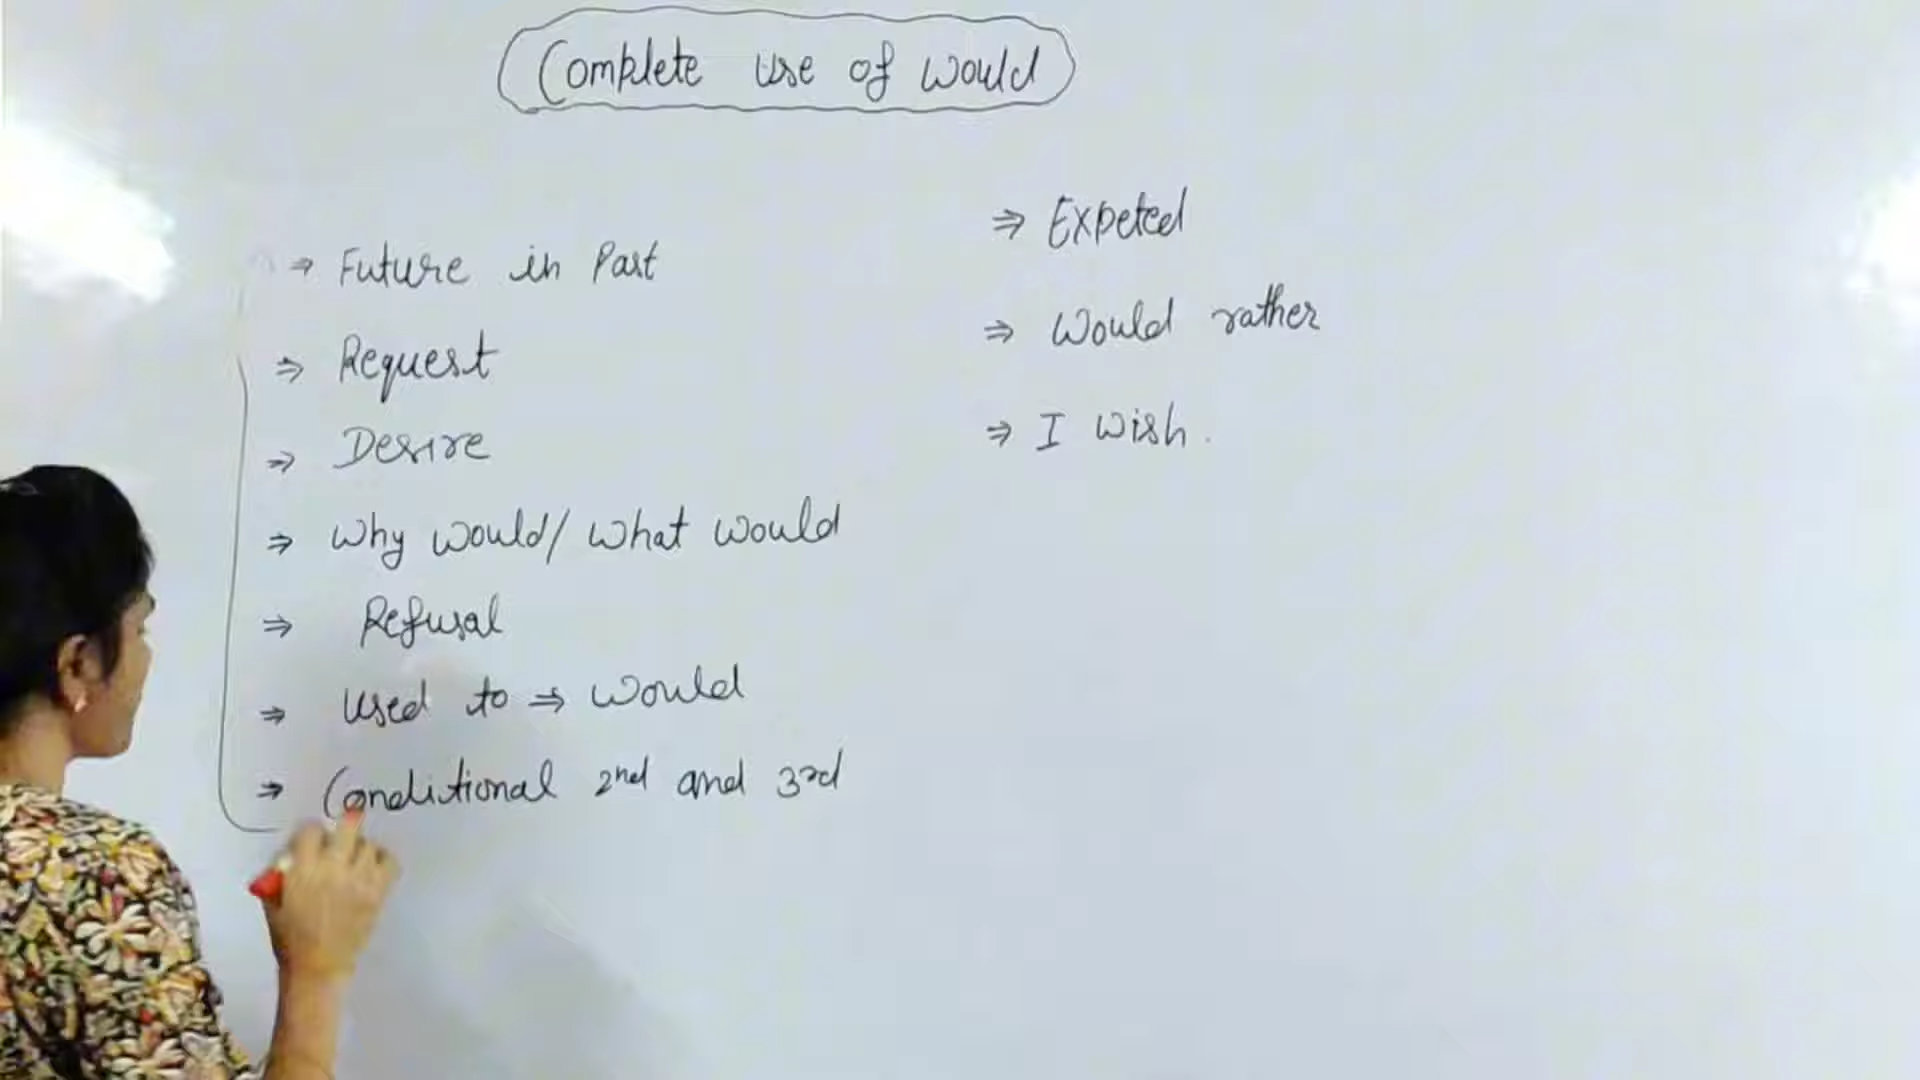 Complete use of would
⇒ Future in Past
⇒ Request
⇒ Desire
⇒ Why would/ What would
⇒ Refusal
⇒ Used to ⇒ would
⇒ Conditional 2nd and 3rd
⇒ Expeted
⇒ Would rather
⇒ I wish.